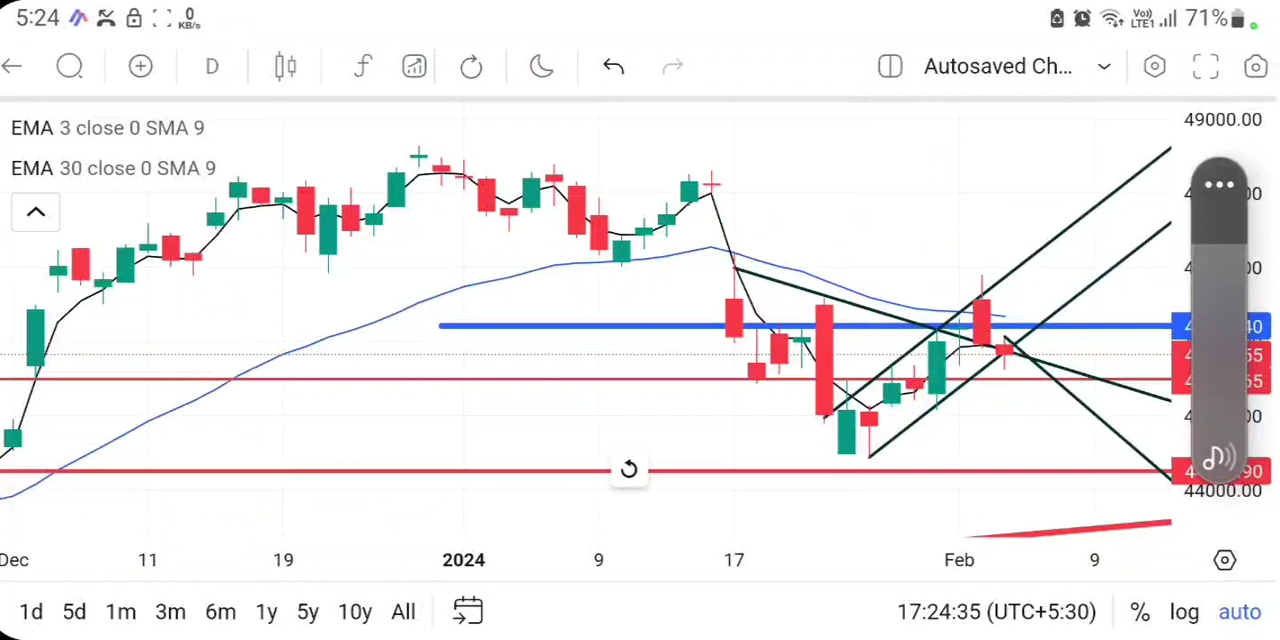 5:24 0 KB/s Vo)) LTE1 71%
D Autosaved Ch...
EMA 3 close 0 SMA 9
EMA 30 close 0 SMA 9
49000.00
44000.00
Dec 11 19 2024 9 17 Feb 9
1d 5d 1m 3m 6m 1y 5y 10y All 17:24:35 (UTC+5:30) % log auto